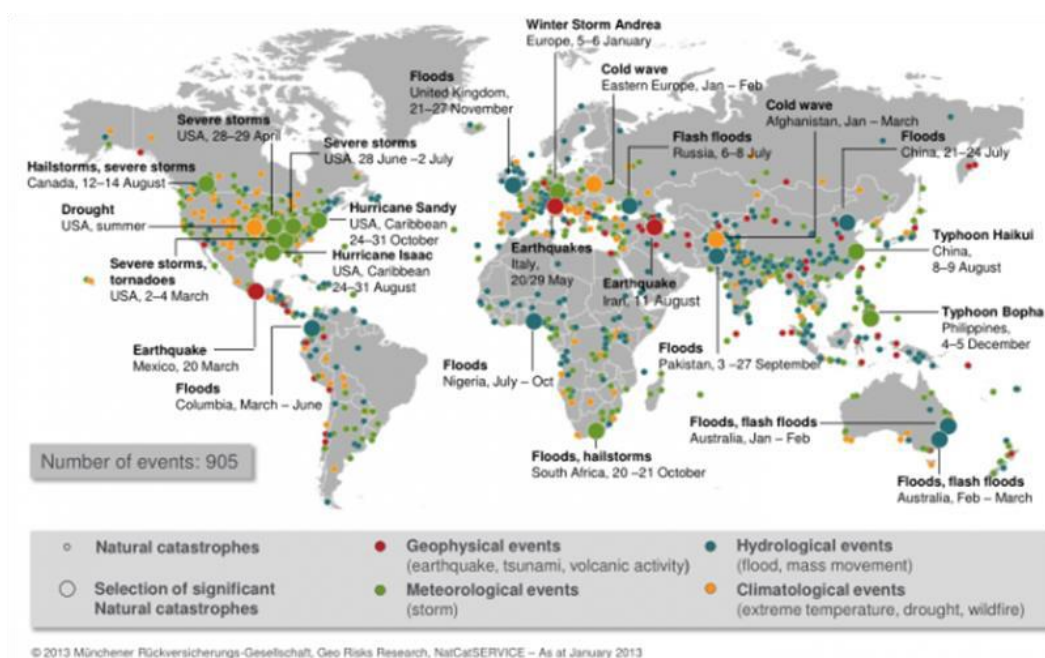 Winter Storm Andrea
Europe, 5–6 January
Cold wave
Eastern Europe, Jan – Feb
Floods
United Kingdom,
21–27 November
Cold wave
Afghanistan, Jan – March
Severe storms
USA, 28–29 April
Severe storms
USA, 28 June –2 July
Flash floods
Russia, 6–8 July
Floods
China, 21–24 July
Hailstorms, severe storms
Canada, 12–14 August
Drought
USA, summer
Hurricane Sandy
USA, Caribbean
24–31 October
Hurricane Isaac
USA, Caribbean
24–31 August
Severe storms,
tornadoes
USA, 2–4 March
Earthquakes
Italy,
20/29 May
Earthquake
Iran, 11 August
Typhoon Haikui
China,
8–9 August
Typhoon Bopha
Philippines,
4–5 December
Earthquake
Mexico, 20 March
Floods
Columbia, March – June
Floods
Nigeria, July – Oct
Floods
Pakistan, 3 –27 September
Floods, flash floods
Australia, Jan – Feb
Floods, hailstorms
South Africa, 20 –21 October
Floods, flash floods
Australia, Feb – March
Number of events: 905
Natural catastrophes
Selection of significant
Natural catastrophes
Geophysical events
(earthquake, tsunami, volcanic activity)
Meteorological events
(storm)
Hydrological events
(flood, mass movement)
Climatological events
(extreme temperature, drought, wildfire)
© 2013 Münchener Rückversicherungs-Gesellschaft, Geo Risks Research, NatCatSERVICE – As at January 2013